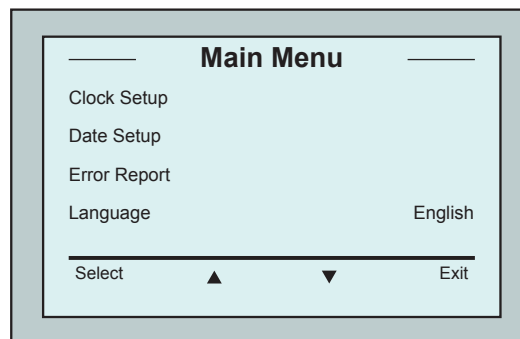 Main Menu
Clock Setup
Date Setup
Error Report
Language English
Select ▲ ▼ Exit